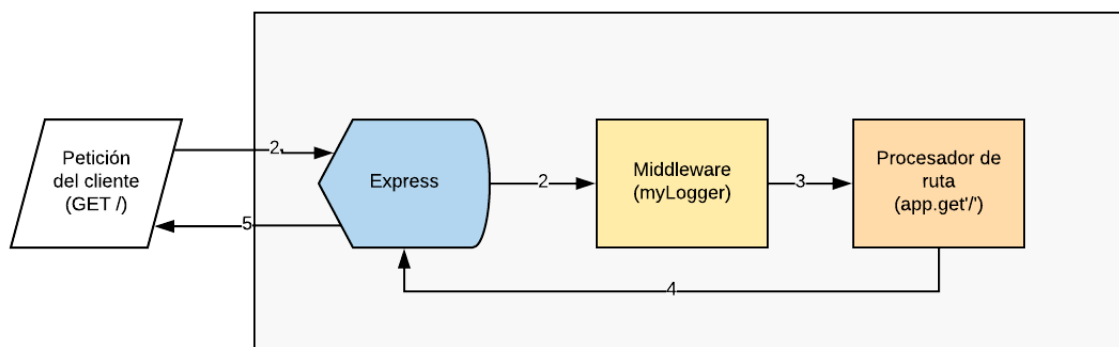 Petición
del cliente
(GET /)
2
5
Express
2
Middleware
(myLogger)
3
Procesador de
ruta
(app.get'/')
4